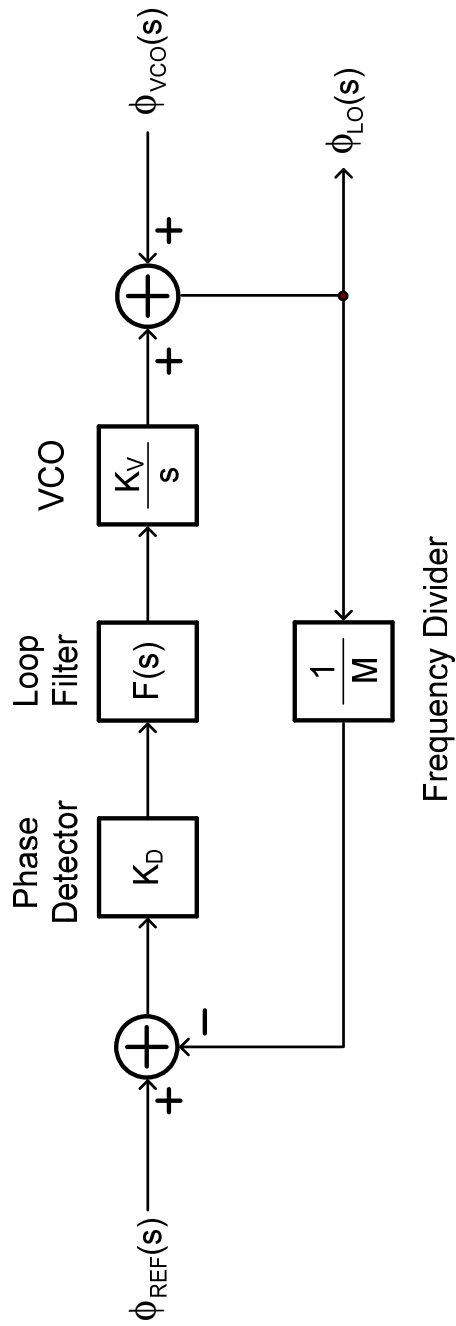 Phase
Detector
Loop
Filter
VCO
ϕREF(s)
+
−
KD
F(s)
KV
s
+
+
ϕVCO(s)
1
M
ϕLO(s)
Frequency Divider